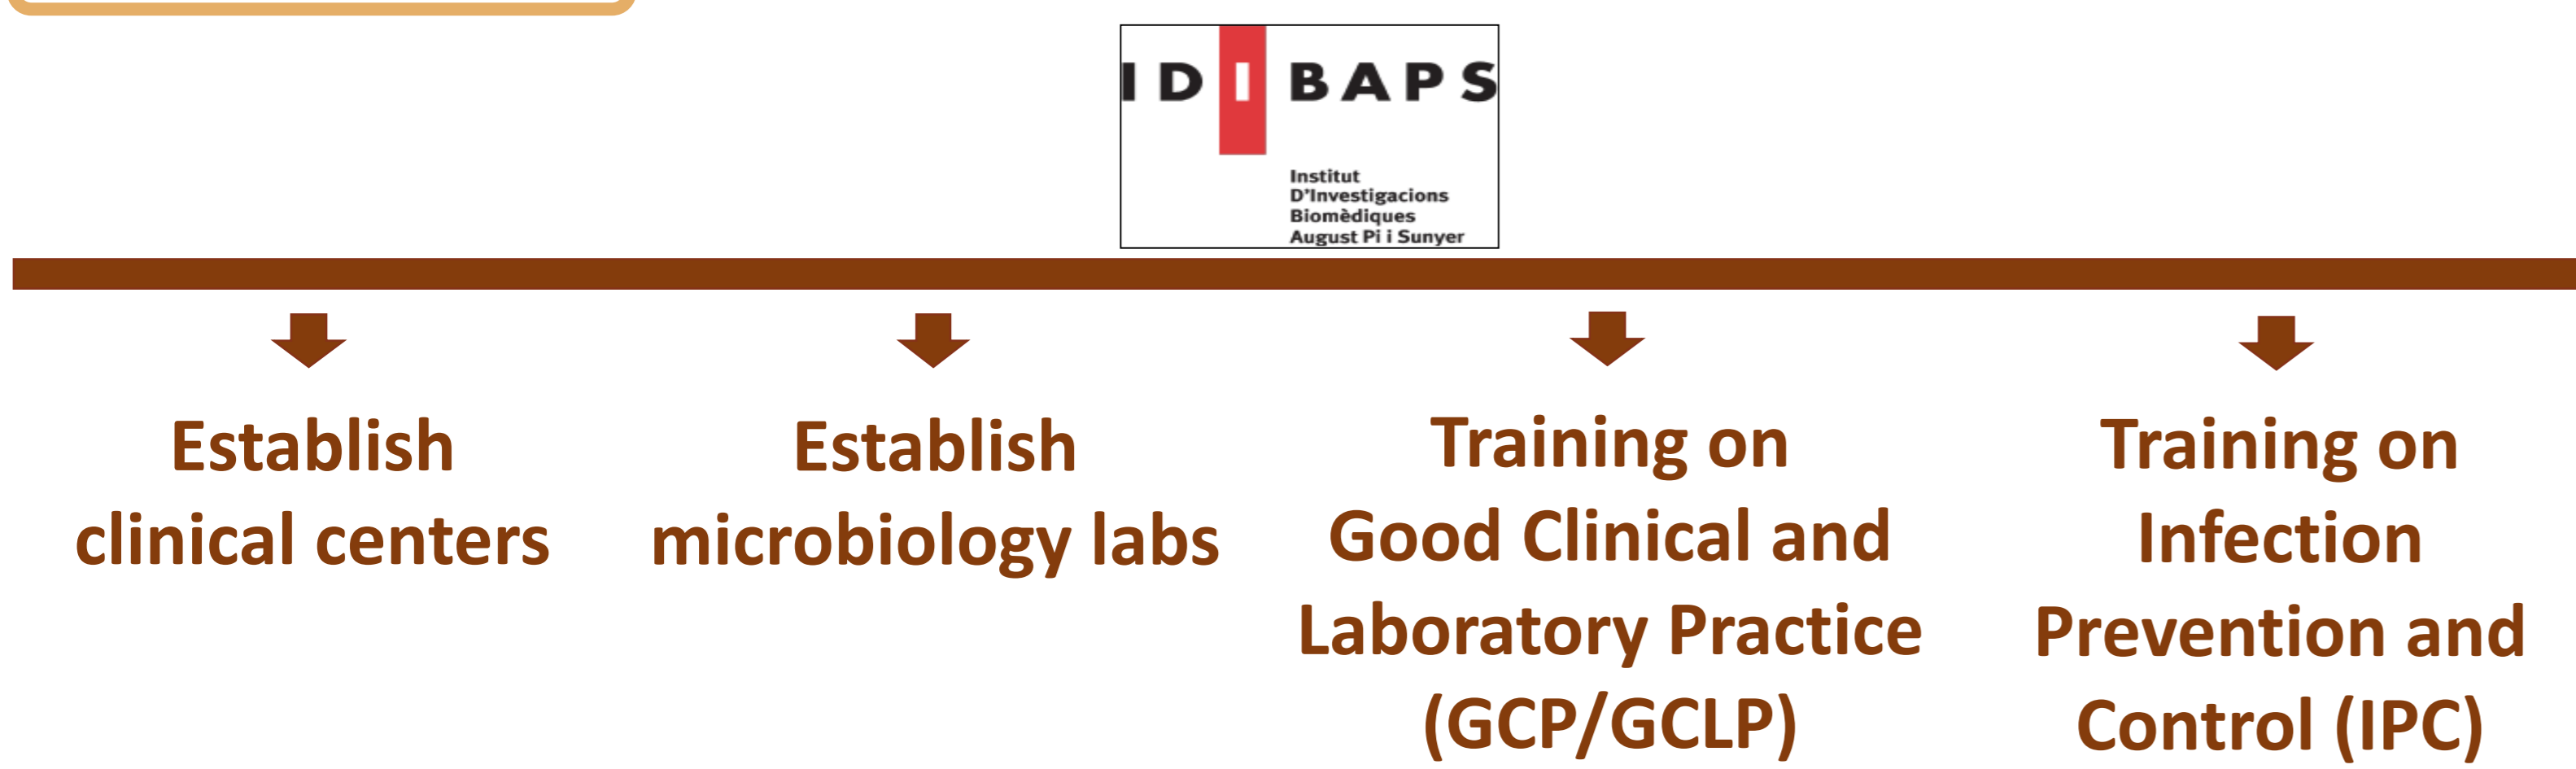 IDIBAPS
Institut
D'Investigacions
Biomèdiques
August Pi i Sunyer
Establish
clinical centers
Establish
microbiology labs
Training on
Good Clinical and
Laboratory Practice
(GCP/GCLP)
Training on
Infection
Prevention and
Control (IPC)